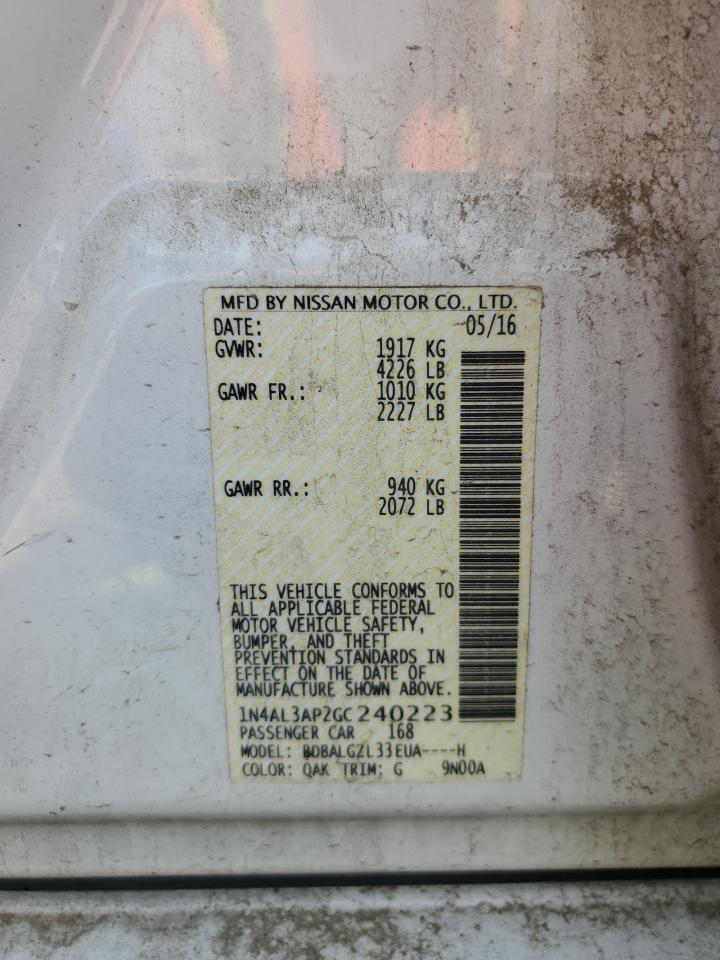 MFD BY NISSAN MOTOR CO., LTD.
DATE: 05/16
GVWR: 1917 KG
4226 LB
GAWR FR.: 1010 KG
2227 LB
GAWR RR.: 940 KG
2072 LB
THIS VEHICLE CONFORMS TO
ALL APPLICABLE FEDERAL
MOTOR VEHICLE SAFETY,
BUMPER, AND THEFT
PREVENTION STANDARDS IN
EFFECT ON THE DATE OF
MANUFACTURE SHOWN ABOVE.
1N4AL3AP2GC240223
PASSENGER CAR 168
MODEL: BDBALGZL33EUA----H
COLOR: QAK TRIM: G 9N00A